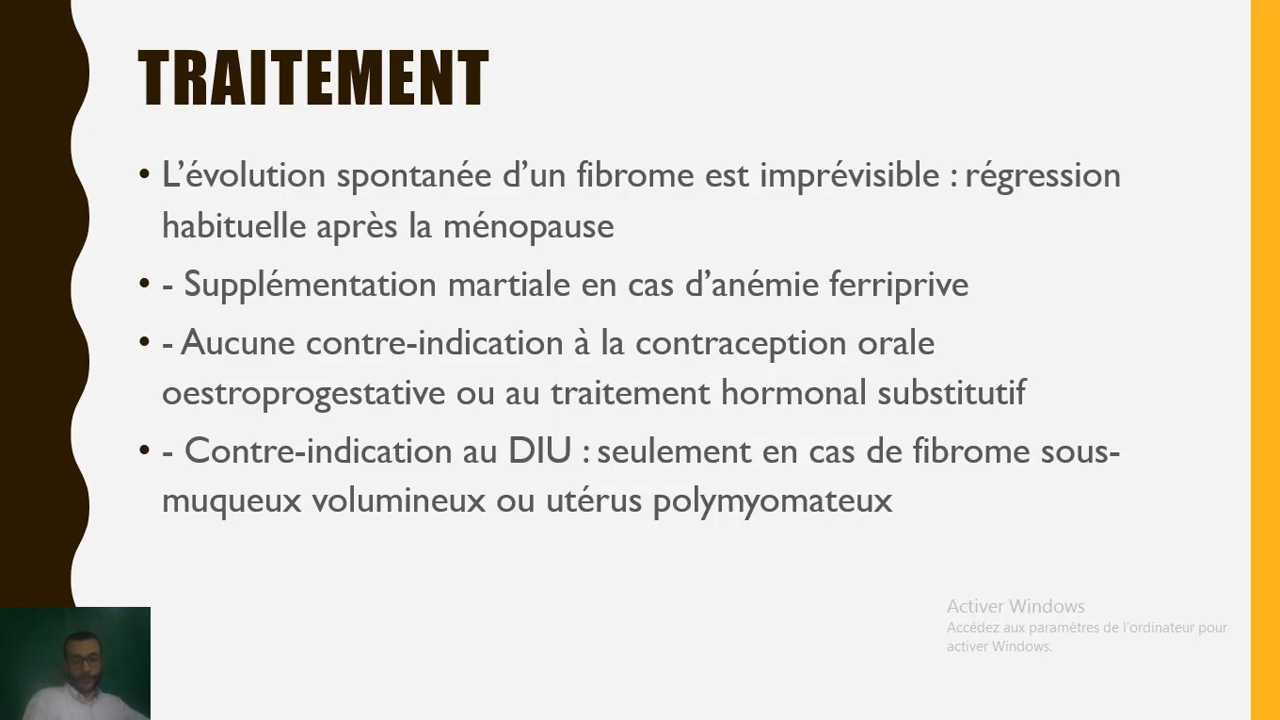 TRAITEMENT
• L’évolution spontanée d’un fibrome est imprévisible : régression
habituelle après la ménopause
• - Supplémentation martiale en cas d’anémie ferriprive
• - Aucune contre-indication à la contraception orale
oestroprogestative ou au traitement hormonal substitutif
• - Contre-indication au DIU : seulement en cas de fibrome sous-
muqueux volumineux ou utérus polymyomateux
Activer Windows
Accédez aux paramètres de l'ordinateur pour
activer Windows.